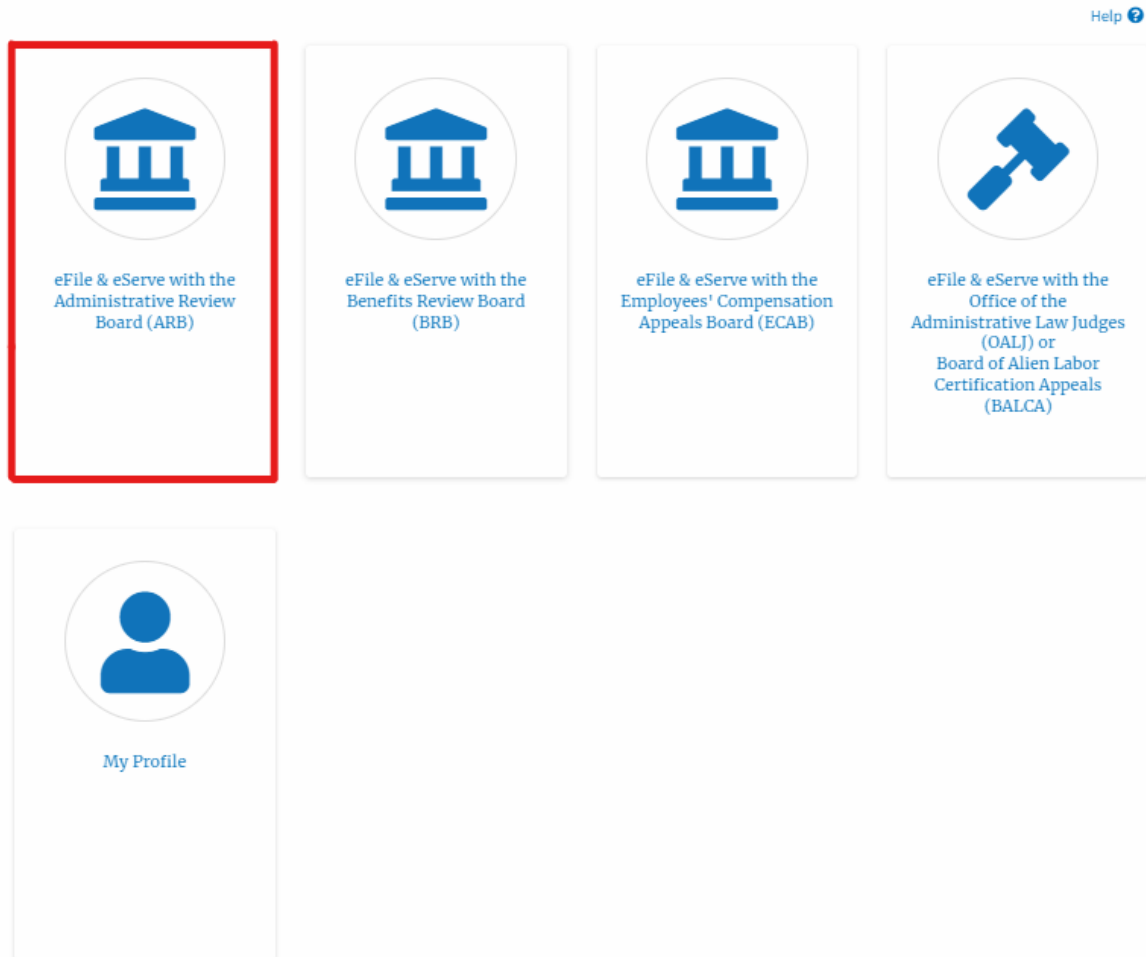 Help
eFile & eServe with the
Administrative Review
Board (ARB)
eFile & eServe with the
Benefits Review Board
(BRB)
eFile & eServe with the
Employees' Compensation
Appeals Board (ECAB)
eFile & eServe with the
Office of the
Administrative Law Judges
(OALJ) or
Board of Alien Labor
Certification Appeals
(BALCA)
My Profile